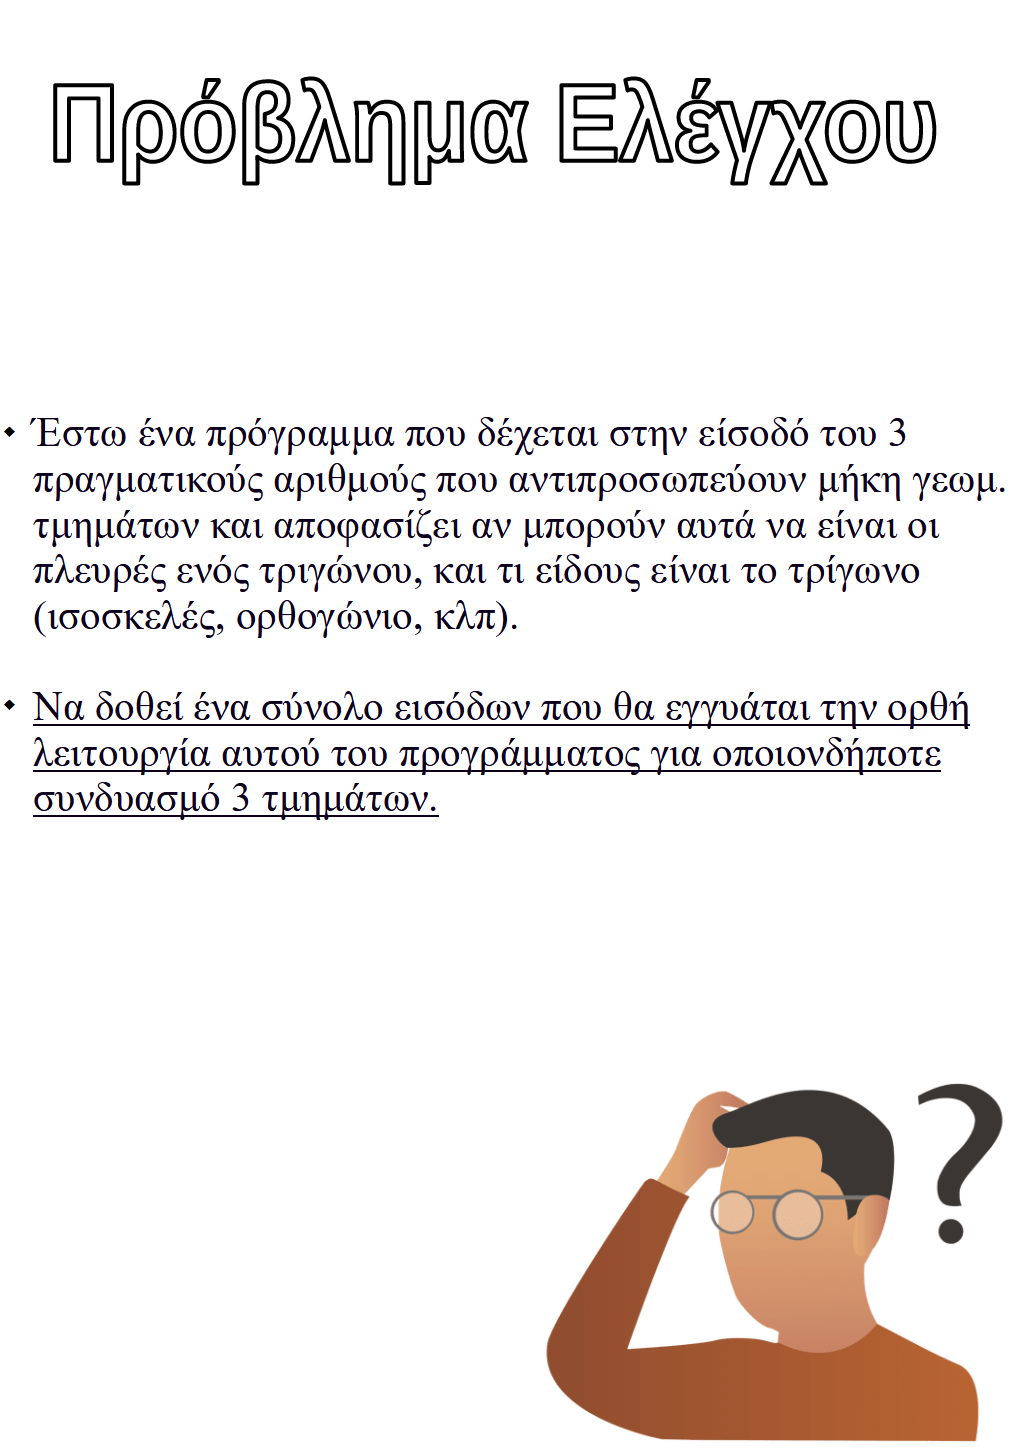 Πρόβλημα Ελέγχου
Έστω ένα πρόγραμμα που δέχεται στην είσοδό του 3
πραγματικούς αριθμούς που αντιπροσωπεύουν μήκη γεωμ.
τμημάτων και αποφασίζει αν μπορούν αυτά να είναι οι
πλευρές ενός τριγώνου, και τι είδους είναι το τρίγωνο
(ισοσκελές, ορθογώνιο, κλπ).
Να δοθεί ένα σύνολο εισόδων που θα εγγυάται την ορθή
λειτουργία αυτού του προγράμματος για οποιονδήποτε
συνδυασμό 3 τμημάτων.
?